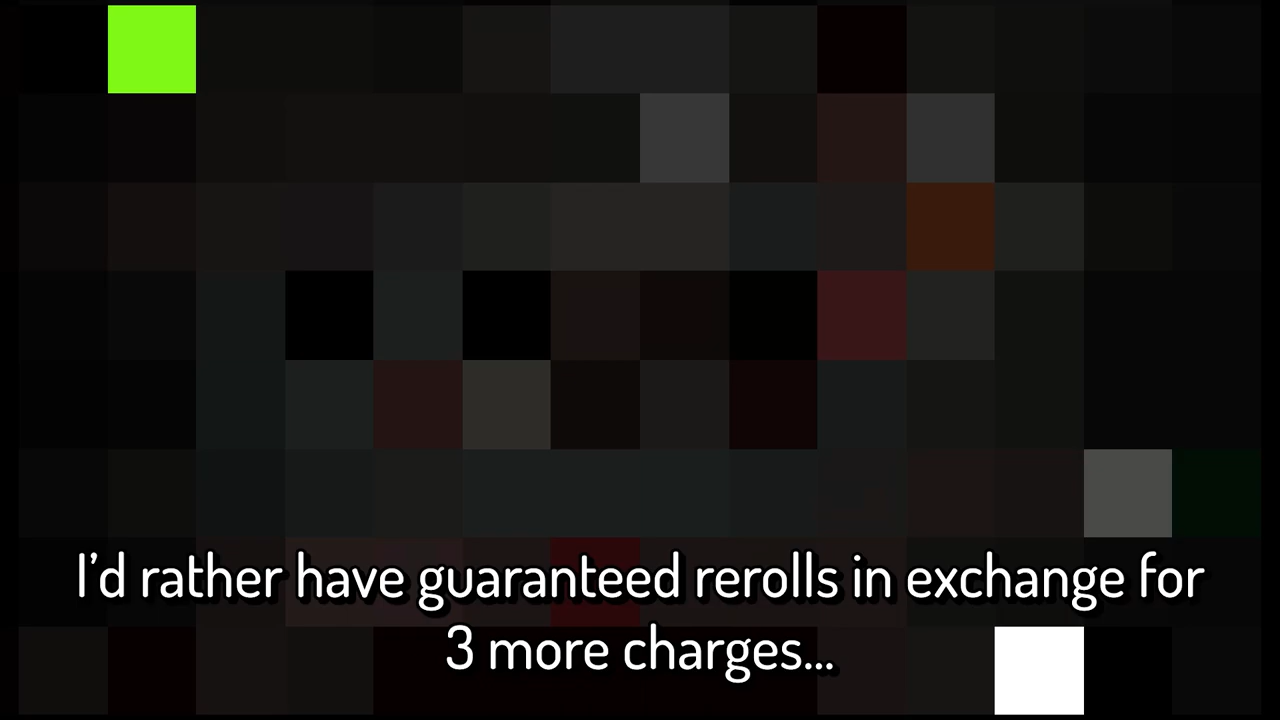 I’d rather have guaranteed rerolls in exchange for
3 more charges...